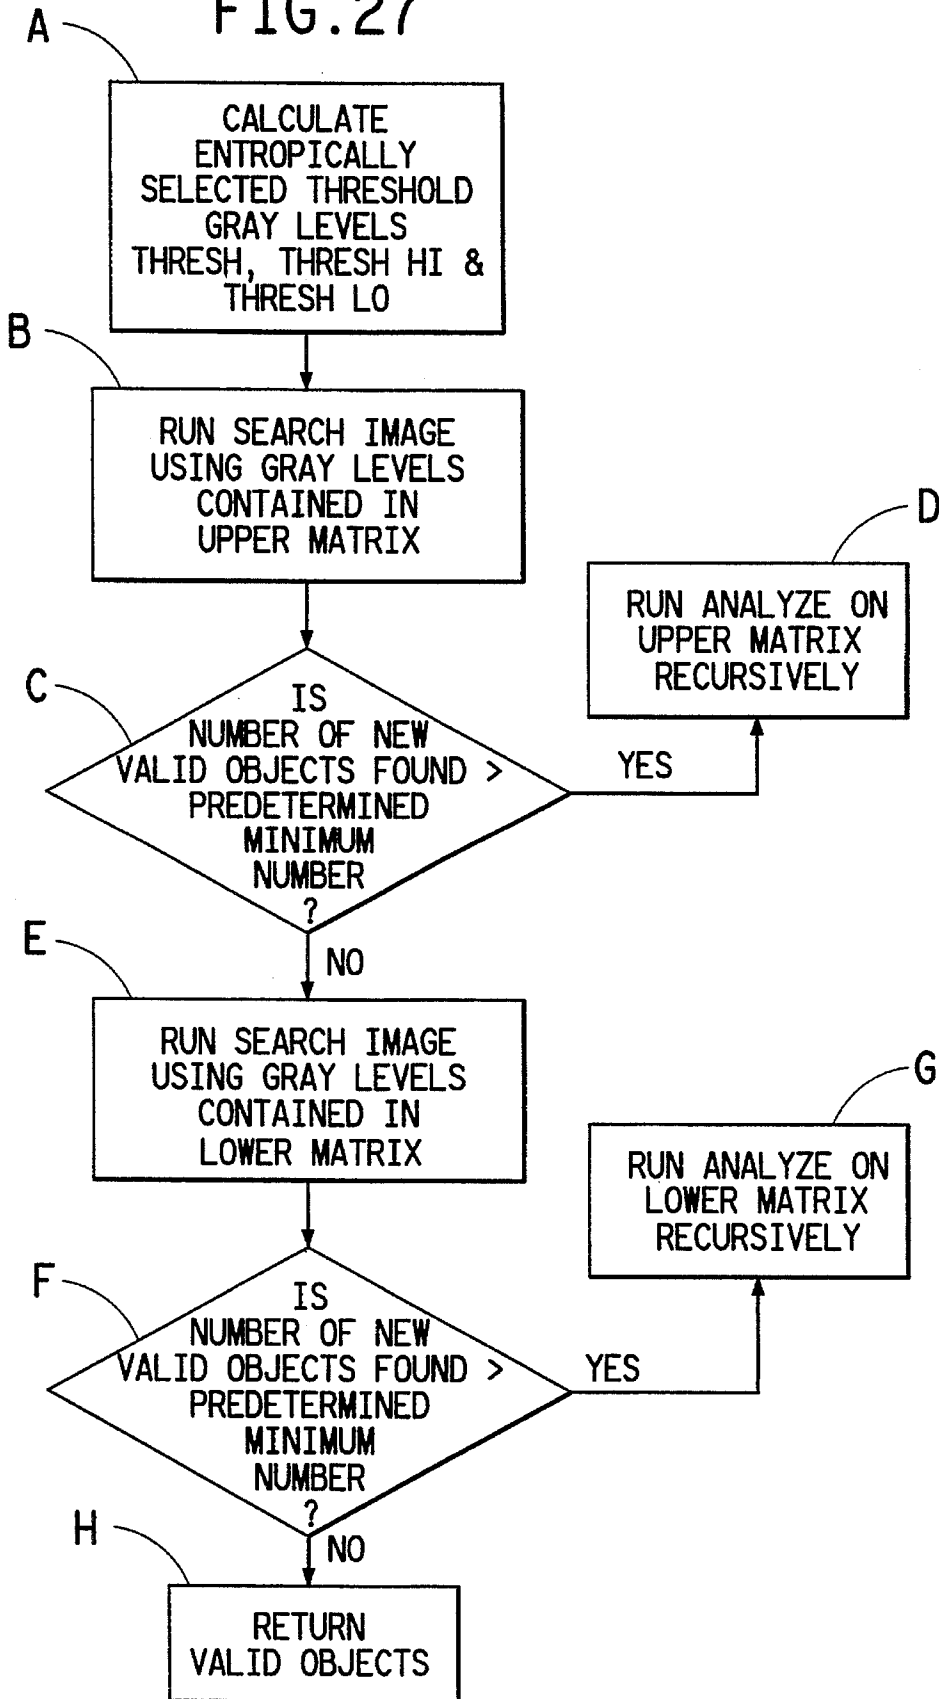 FIG.27
A
CALCULATE
ENTROPICALLY
SELECTED THRESHOLD
GRAY LEVELS
THRESH, THRESH HI &
THRESH LO
B
RUN SEARCH IMAGE
USING GRAY LEVELS
CONTAINED IN
UPPER MATRIX
C
IS
NUMBER OF NEW
VALID OBJECTS FOUND >
PREDETERMINED
MINIMUM
NUMBER
?
YES
D
RUN ANALYZE ON
UPPER MATRIX
RECURSIVELY
NO
E
RUN SEARCH IMAGE
USING GRAY LEVELS
CONTAINED IN
LOWER MATRIX
F
IS
NUMBER OF NEW
VALID OBJECTS FOUND >
PREDETERMINED
MINIMUM
NUMBER
?
YES
G
RUN ANALYZE ON
LOWER MATRIX
RECURSIVELY
NO
H
RETURN
VALID OBJECTS